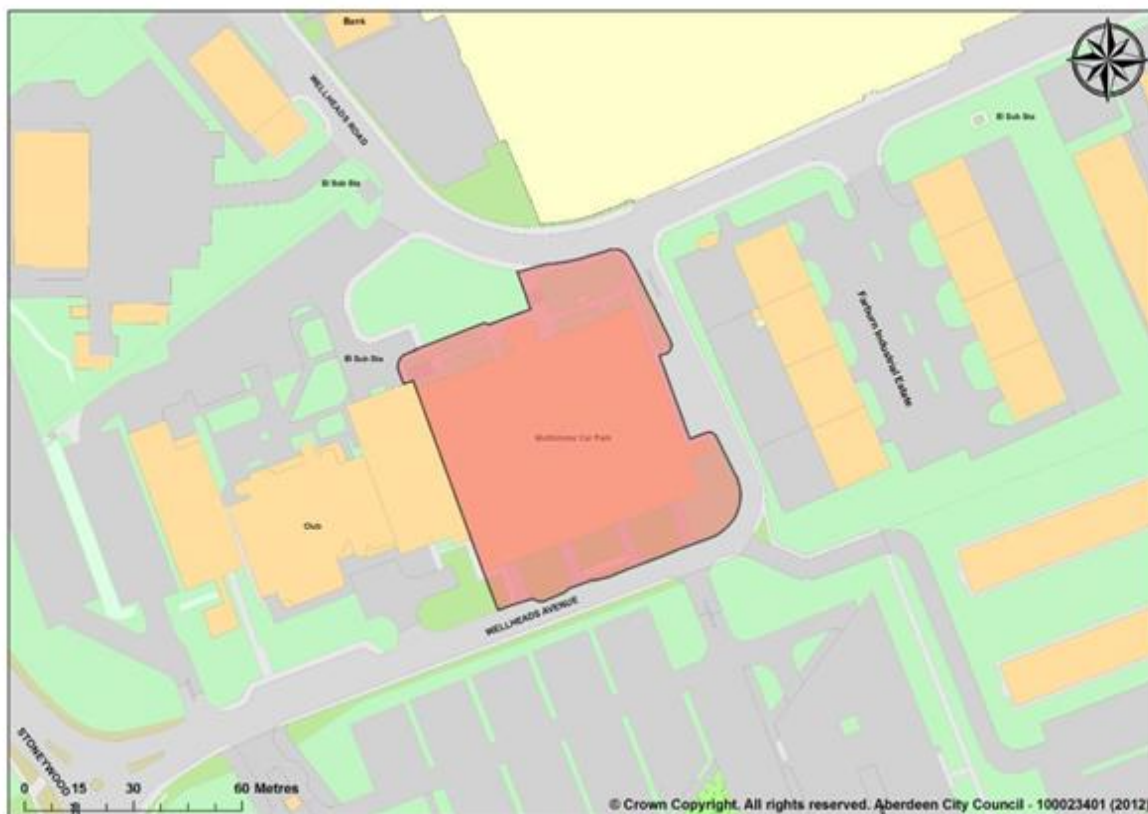 Bank
WELLHEADS ROAD
El Sub Sta
El Sub Sta
El Sub Sta
Farburn Industrial Estate
Multistorey Car Park
Club
WELLHEADS AVENUE
STONEYWOOD
0 15 30 60 Metres
© Crown Copyright. All rights reserved. Aberdeen City Council - 100023401 (2012)